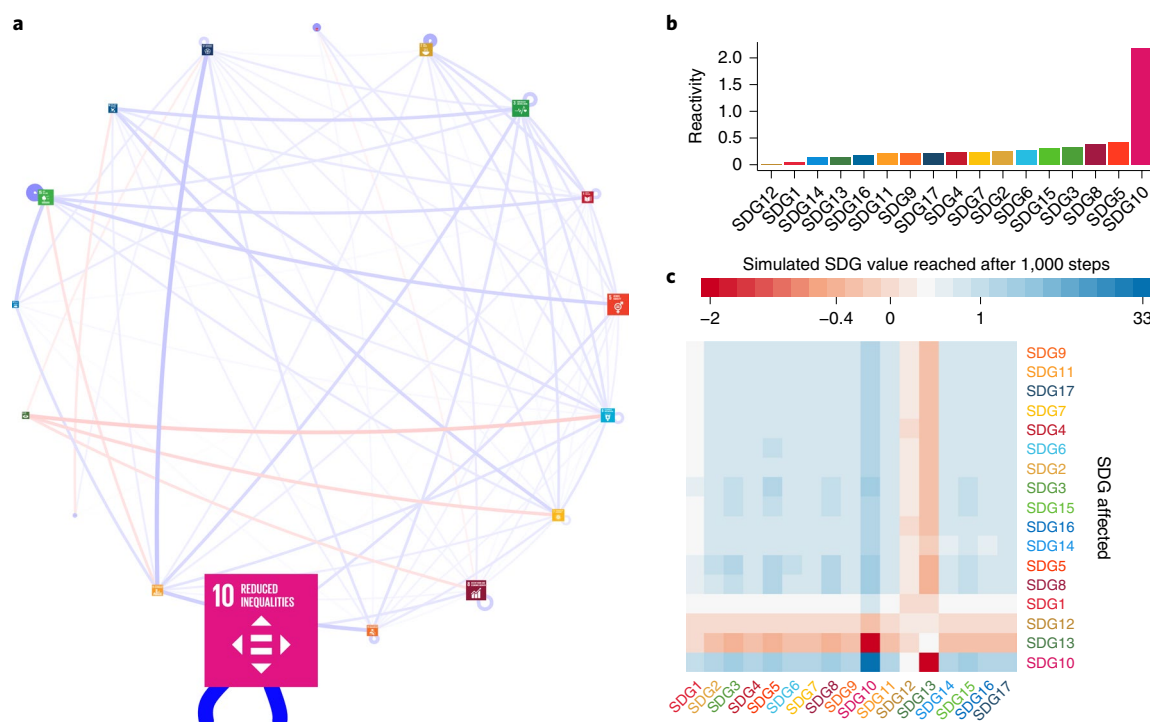 a
10 REDUCED
INEQUALITIES
b
Reactivity
2.0
1.5
1.0
0.5
0
SDG12
SDG1
SDG14
SDG13
SDG16
SDG11
SDG9
SDG17
SDG4
SDG7
SDG2
SDG6
SDG15
SDG3
SDG8
SDG5
SDG10
c
Simulated SDG value reached after 1,000 steps
−2 −0.4 0 1 33
SDG9
SDG11
SDG17
SDG7
SDG4
SDG6
SDG2
SDG3
SDG15
SDG16
SDG14
SDG5
SDG8
SDG1
SDG12
SDG13
SDG10
SDG affected
SDG1
SDG2
SDG3
SDG4
SDG5
SDG6
SDG7
SDG8
SDG9
SDG10
SDG11
SDG12
SDG13
SDG14
SDG15
SDG16
SDG17